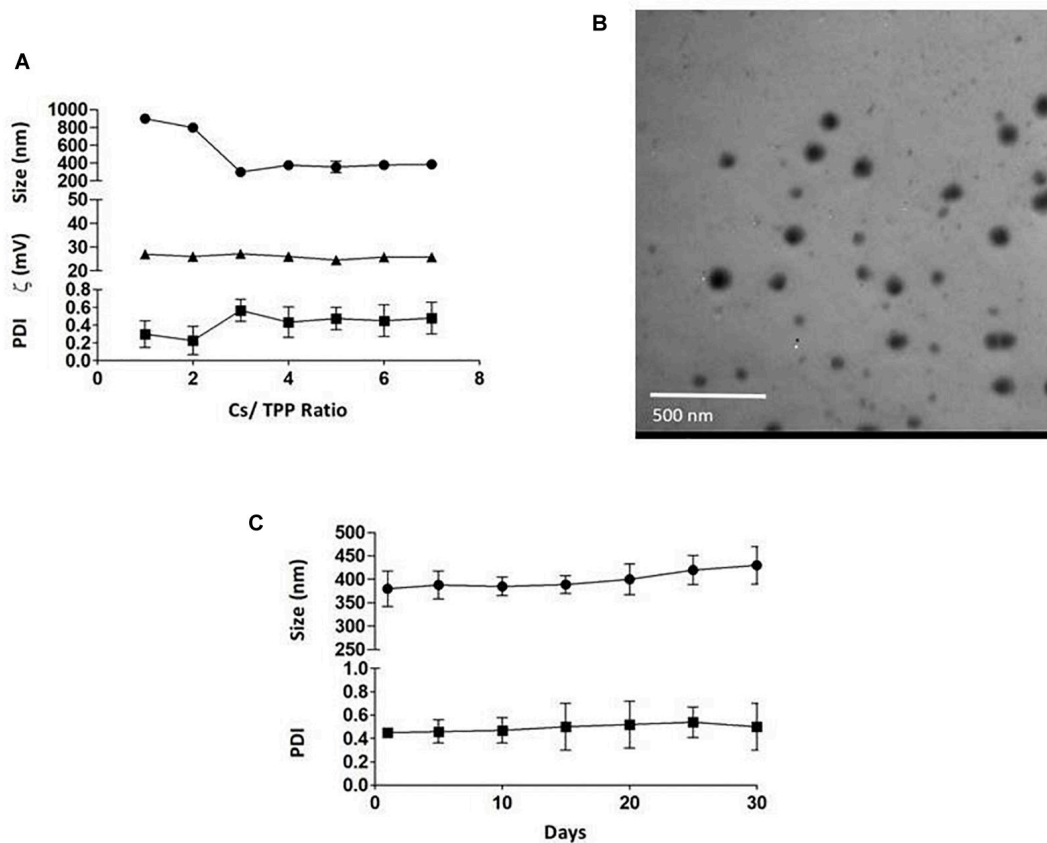 A
Size (nm)
1000
800
600
400
200
ζ (mV)
50
40
30
20
PDI
0.8
0.6
0.4
0.2
0.0
0 2 4 6 8
Cs/ TPP Ratio
B
500 nm
C
Size (nm)
500
450
400
350
300
250
PDI
1.0
0.8
0.6
0.4
0.2
0.0
0 10 20 30
Days